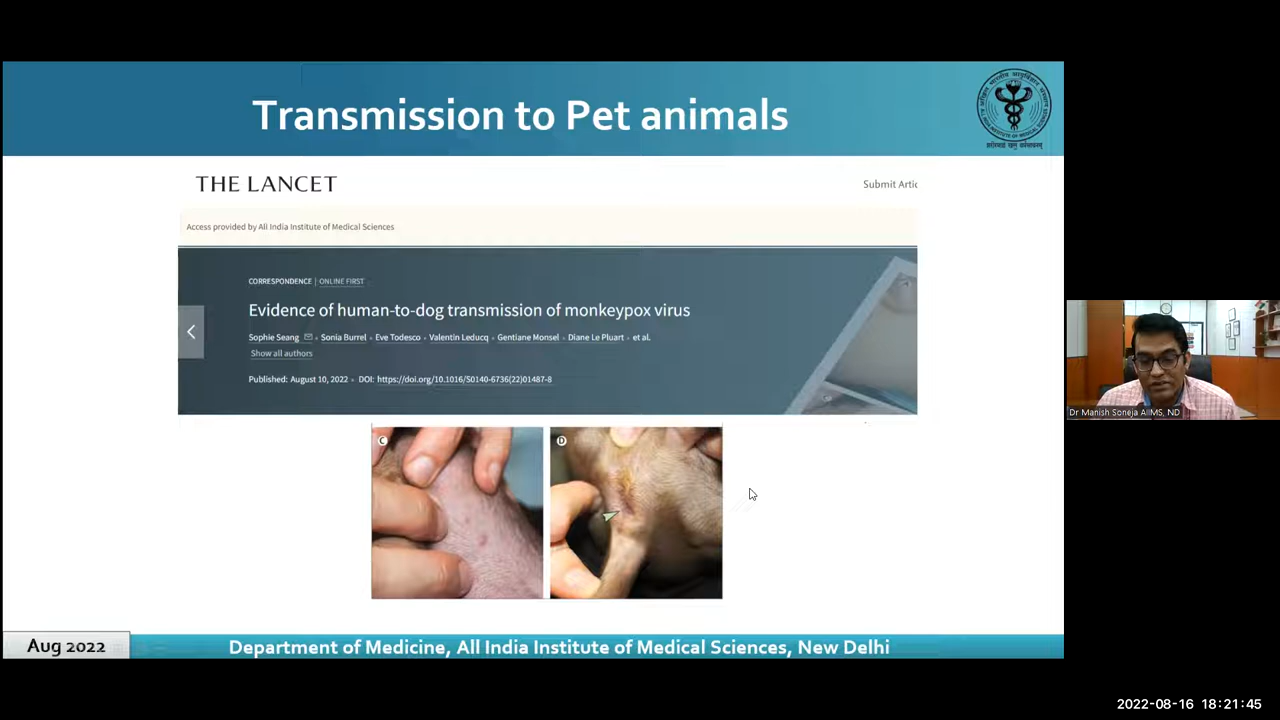 Transmission to Pet animals
THE LANCET
Submit Artic
Access provided by All India Institute of Medical Sciences
CORRESPONDENCE | ONLINE FIRST
Evidence of human-to-dog transmission of monkeypox virus
Sophie Seang • Sonia Burrel • Eve Todesco • Valentin Leducq • Gentiane Monsel • Diane Le Pluart • et al.
Show all authors
Published: August 10, 2022 • DOI: https://doi.org/10.1016/S0140-6736(22)01487-8
C
D
Dr Manish Soneja AIIMS, ND
Aug 2022
Department of Medicine, All India Institute of Medical Sciences, New Delhi
2022-08-16 18:21:45